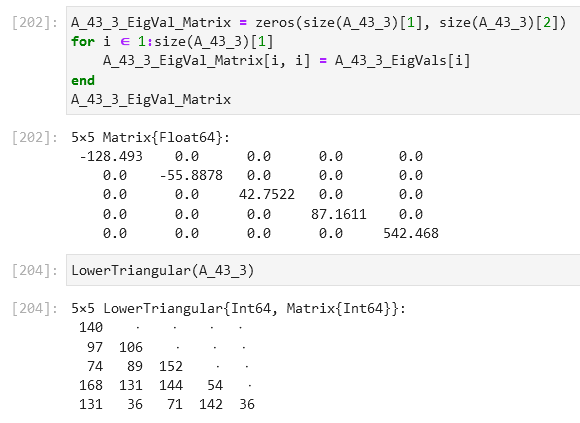 [202]: A_43_3_EigVal_Matrix = zeros(size(A_43_3)[1], size(A_43_3)[2])
for i ∈ 1:size(A_43_3)[1]
    A_43_3_EigVal_Matrix[i, i] = A_43_3_EigVals[i]
end
A_43_3_EigVal_Matrix
[202]: 5×5 Matrix{Float64}:
 -128.493    0.0      0.0      0.0      0.0
    0.0    -55.8878   0.0      0.0      0.0
    0.0      0.0     42.7522   0.0      0.0
    0.0      0.0      0.0     87.1611   0.0
    0.0      0.0      0.0      0.0    542.468
[204]: LowerTriangular(A_43_3)
[204]: 5×5 LowerTriangular{Int64, Matrix{Int64}}:
 140    ⋅    ⋅    ⋅   ⋅
  97  106    ⋅    ⋅   ⋅
  74   89  152    ⋅   ⋅
 168  131  144   54   ⋅
 131   36   71  142  36